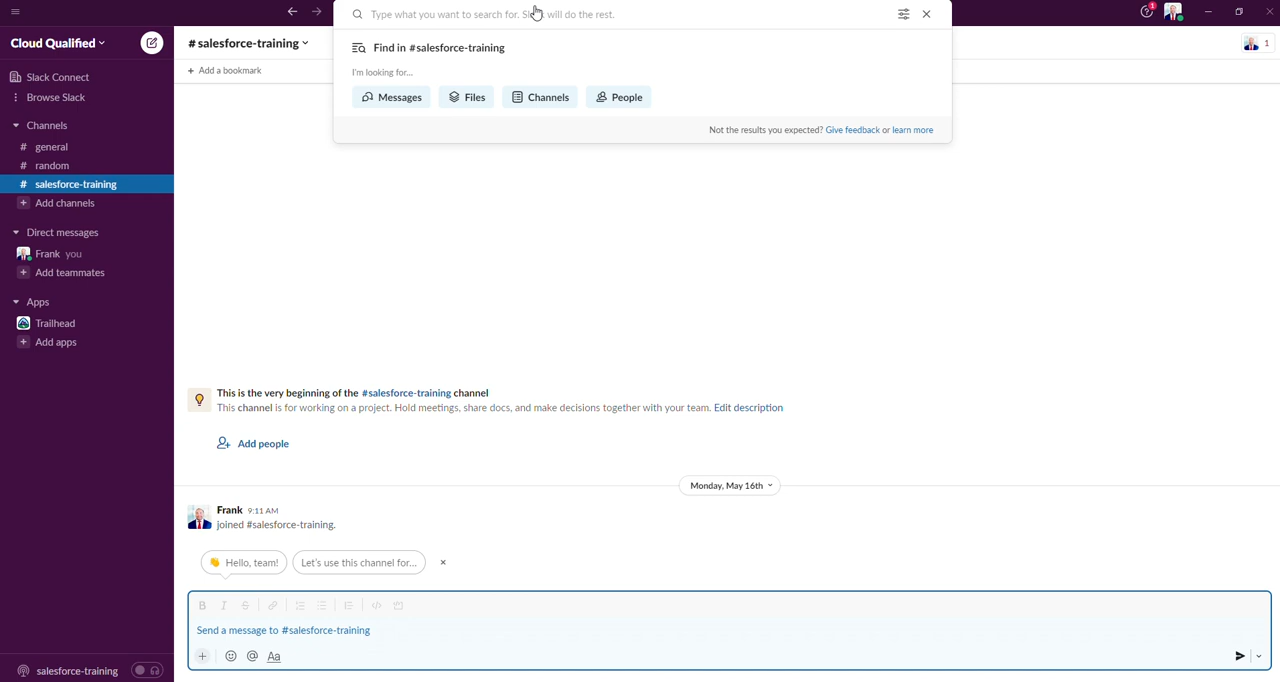 Type what you want to search for. Sl will do the rest.
1
Cloud Qualified
# salesforce-training
1
Find in #salesforce-training
+ Add a bookmark
I'm looking for...
Messages
Files
Channels
People
Not the results you expected? Give feedback or learn more
Slack Connect
Browse Slack
Channels
# general
# random
# salesforce-training
+ Add channels
Direct messages
Frank you
+ Add teammates
Apps
Trailhead
+ Add apps
This is the very beginning of the #salesforce-training channel
This channel is for working on a project. Hold meetings, share docs, and make decisions together with your team. Edit description
Add people
Monday, May 16th
Frank 9:11 AM
joined #salesforce-training.
👋 Hello, team!
Let's use this channel for...
B I S
Send a message to #salesforce-training
+ @ Aa
salesforce-training